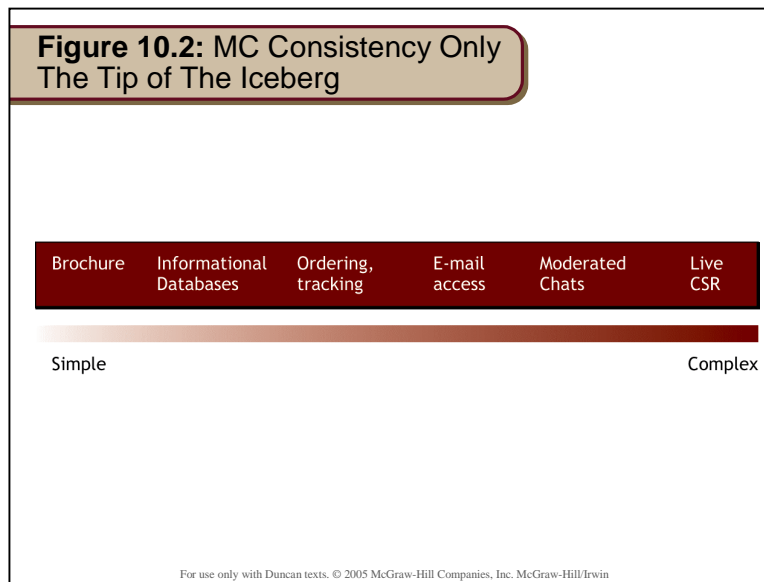 Figure 10.2: MC Consistency Only
The Tip of The Iceberg
Brochure Informational Ordering, E-mail Moderated Live
Databases tracking access Chats CSR
Simple Complex
For use only with Duncan texts. © 2005 McGraw-Hill Companies, Inc. McGraw-Hill/Irwin